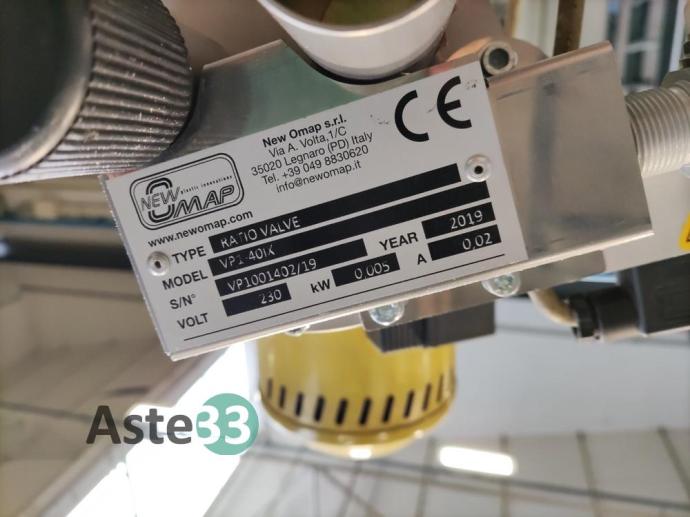 New Omap s.r.l.
Via A. Volta,1/C
35020 Legnaro (PD) Italy
Tel. +39 049 8830620
info@newomap.it
CE
NEW
OMAP
plastic innovations
www.newomap.com
TYPE RATIO VALVE
MODEL VP1-40IX
S/N° VP1001402/19 YEAR 2019
VOLT 230 kW 0,005 A 0,02
Aste33